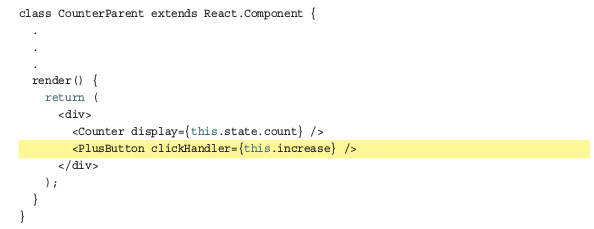 class CounterParent extends React.Component {
  .
  .
  .
  render() {
    return (
      <div>
        <Counter display={this.state.count} />
        <PlusButton clickHandler={this.increase} />
      </div>
    );
  }
}